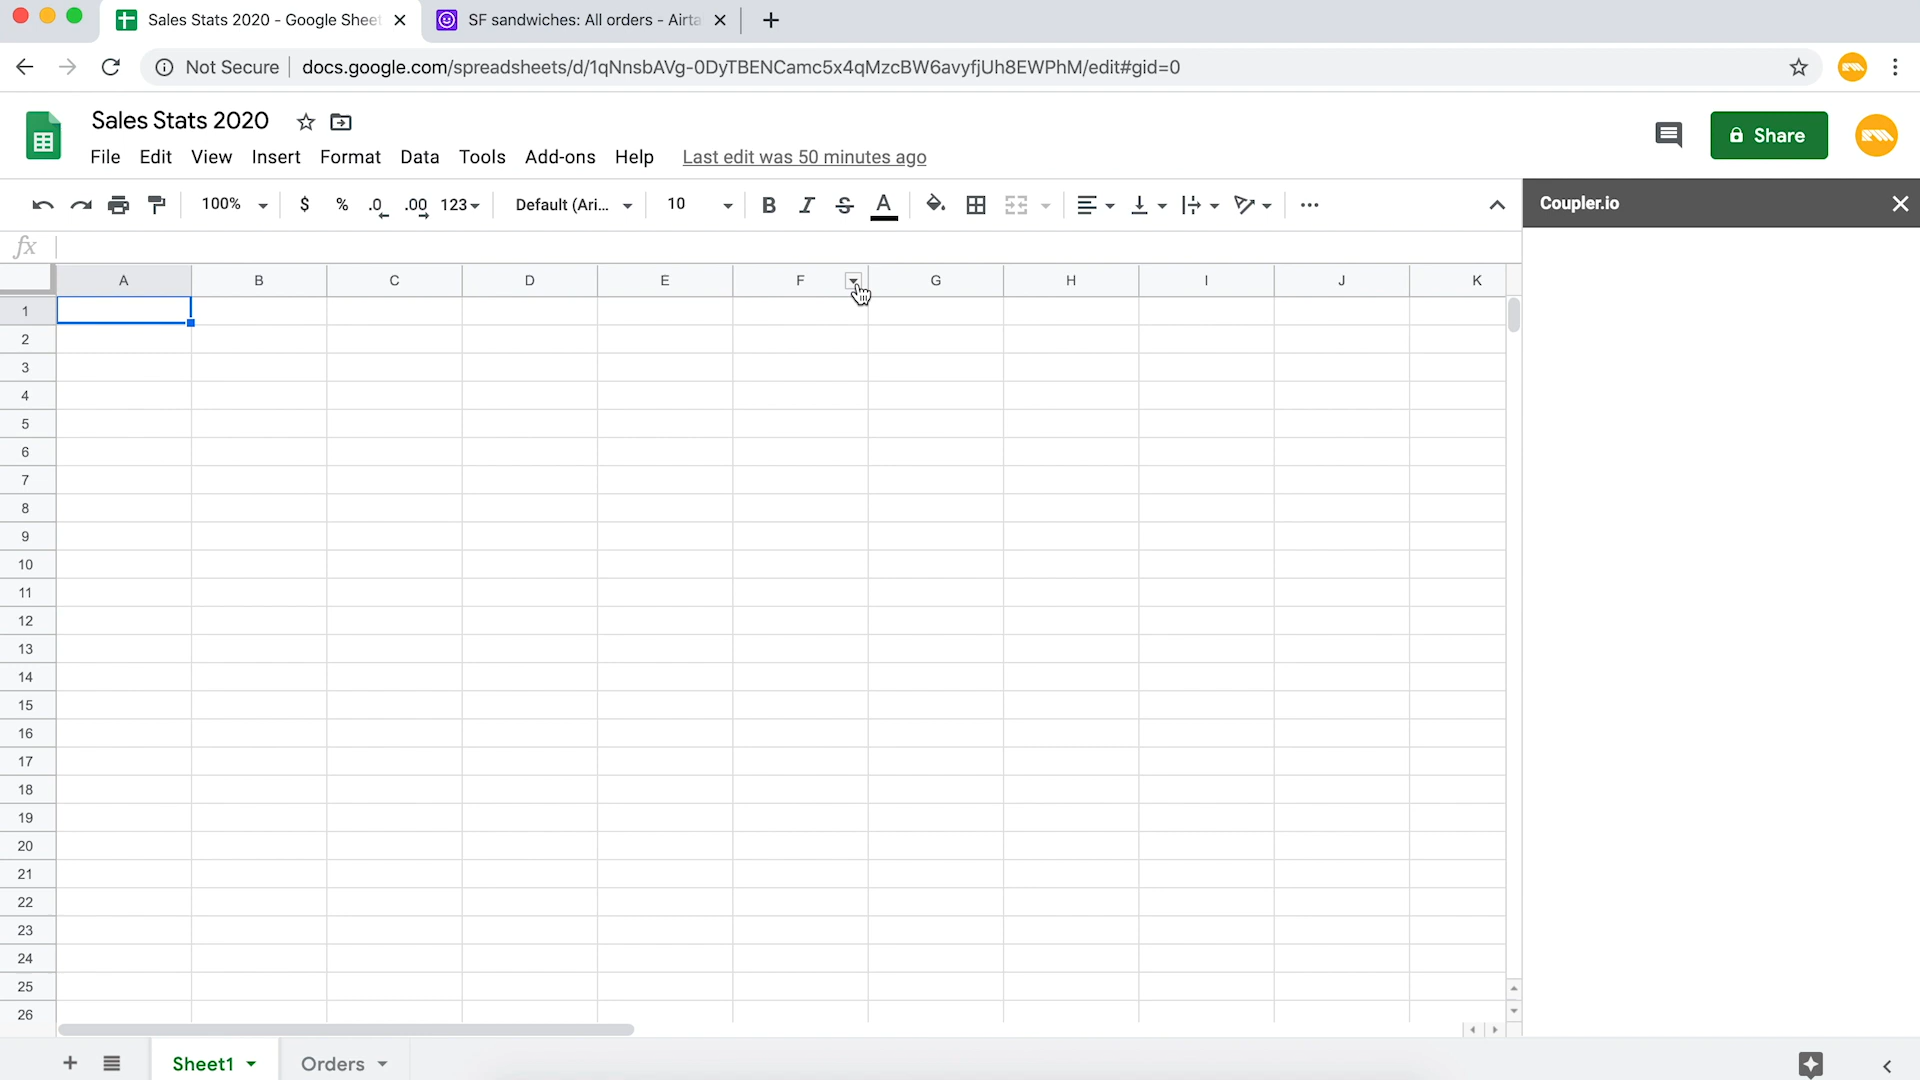 Sales Stats 2020 - Google Sheet
SF sandwiches: All orders - Airta
Not Secure
docs.google.com/spreadsheets/d/1qNnsbAVg-0DyTBENCamc5x4qMzcBW6avyfjUh8EWPhM/edit#gid=0
Sales Stats 2020
File Edit View Insert Format Data Tools Add-ons Help Last edit was 50 minutes ago
Share
100% $ % .0 .00 123 Default (Ari... 10 B I S A
Coupler.io
fx
A B C D E F G H I J K
1
2
3
4
5
6
7
8
9
10
11
12
13
14
15
16
17
18
19
20
21
22
23
24
25
26
Sheet1 Orders